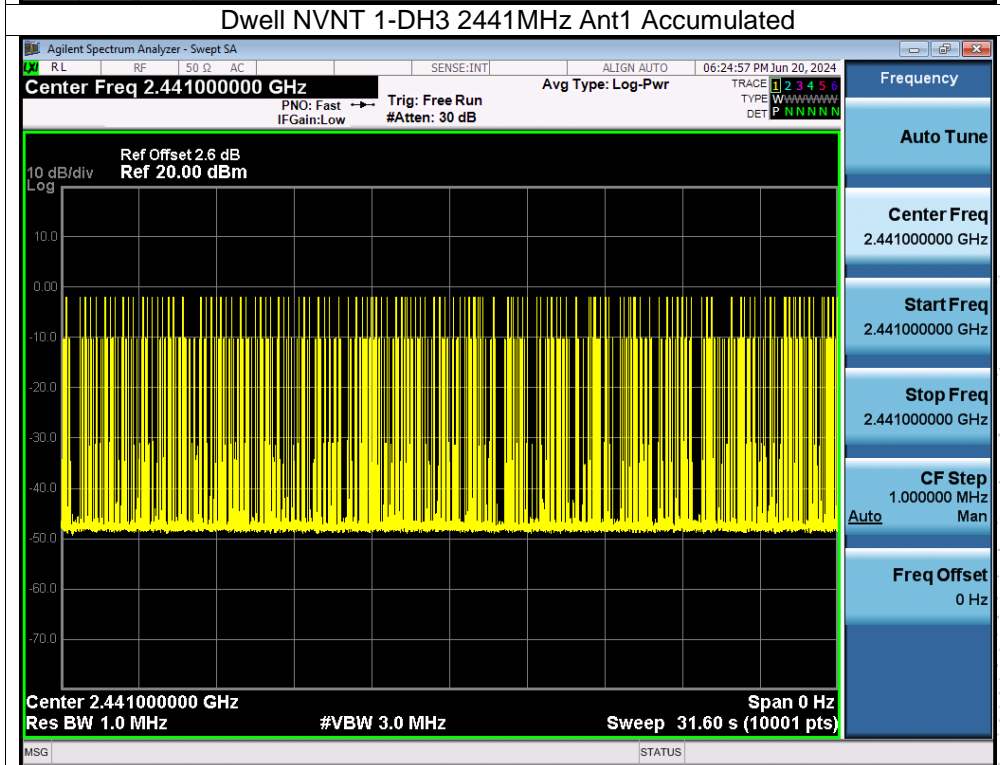 Dwell NVNT 1-DH3 2441MHz Ant1 Accumulated
Agilent Spectrum Analyzer - Swept SA
LXI RL RF 50 Ω AC SENSE:INT ALIGN AUTO 06:24:57 PM Jun 20, 2024
Center Freq 2.441000000 GHz
PNO: Fast
IFGain:Low
Trig: Free Run
#Atten: 30 dB
Avg Type: Log-Pwr
TRACE 1 2 3 4 5 6
TYPE WWWWWWW
DET P N N N N N
Ref Offset 2.6 dB
10 dB/div Ref 20.00 dBm
Log
10.0
0.00
-10.0
-20.0
-30.0
-40.0
-50.0
-60.0
-70.0
Center 2.441000000 GHz Span 0 Hz
Res BW 1.0 MHz #VBW 3.0 MHz Sweep 31.60 s (10001 pts)
MSG STATUS
Frequency
Auto Tune
Center Freq
2.441000000 GHz
Start Freq
2.441000000 GHz
Stop Freq
2.441000000 GHz
CF Step
1.000000 MHz
Auto Man
Freq Offset
0 Hz